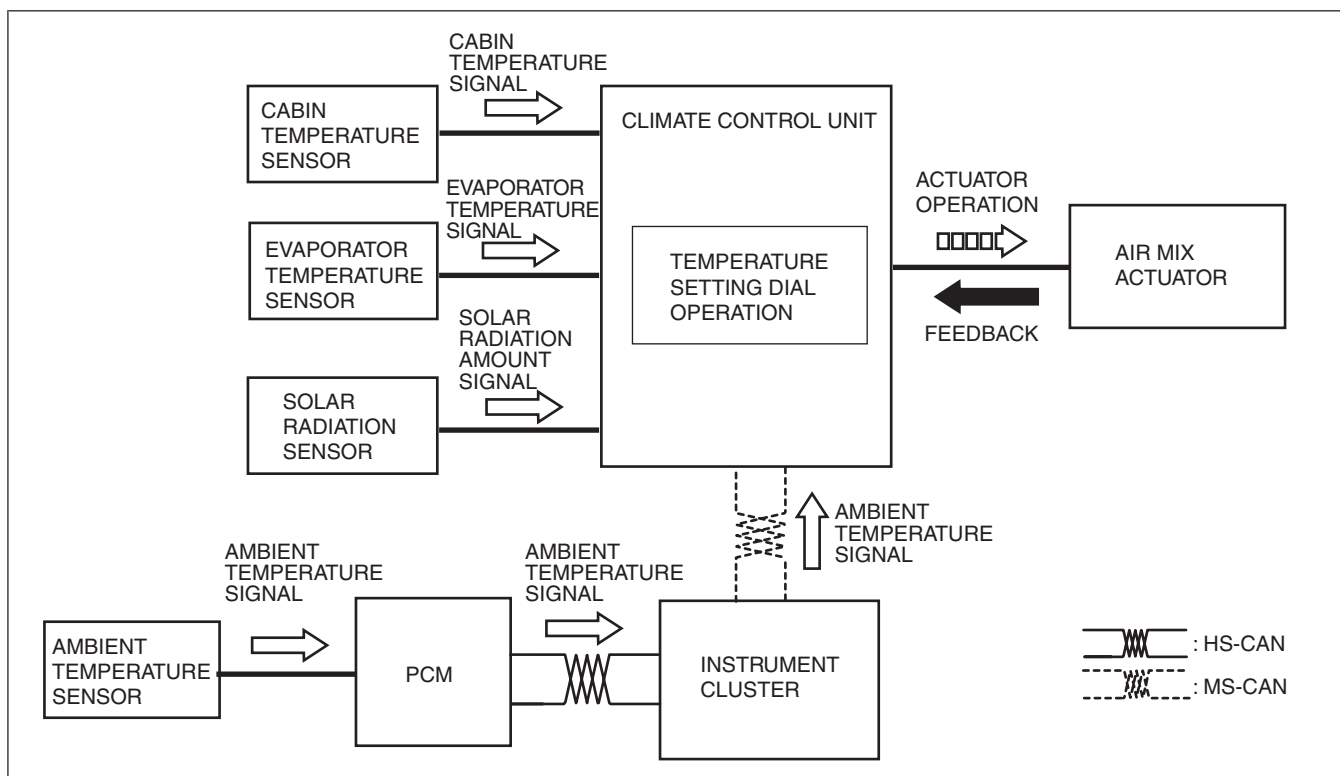 CABIN
TEMPERATURE
SIGNAL
CABIN
TEMPERATURE
SENSOR
CLIMATE CONTROL UNIT
EVAPORATOR
TEMPERATURE
SIGNAL
EVAPORATOR
TEMPERATURE
SENSOR
TEMPERATURE
SETTING DIAL
OPERATION
ACTUATOR
OPERATION
AIR MIX
ACTUATOR
FEEDBACK
SOLAR
RADIATION
AMOUNT
SIGNAL
SOLAR
RADIATION
SENSOR
AMBIENT
TEMPERATURE
SIGNAL
AMBIENT
TEMPERATURE
SIGNAL
AMBIENT
TEMPERATURE
SIGNAL
AMBIENT
TEMPERATURE
SENSOR
PCM
INSTRUMENT
CLUSTER
: HS-CAN
: MS-CAN